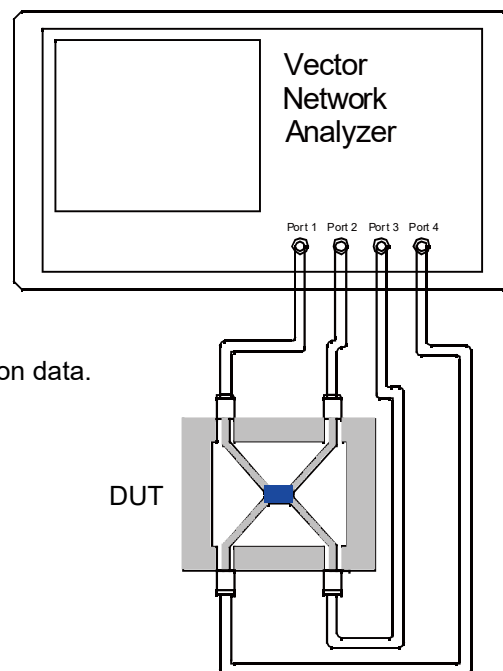 Vector
Network
Analyzer
Port 1 Port 2 Port 3 Port 4
on data.
DUT